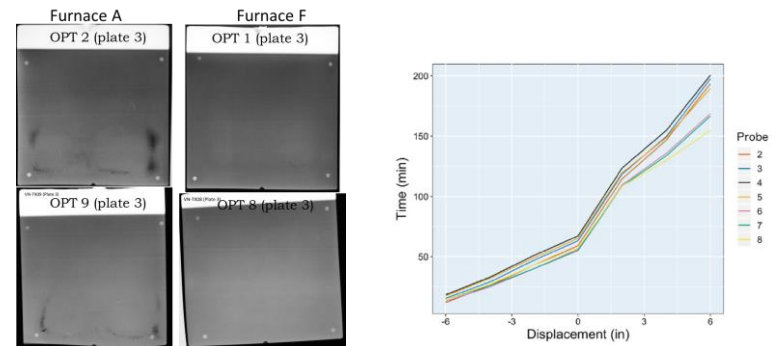 Furnace A
Furnace F
OPT 2 (plate 3)
OPT 1 (plate 3)
OPT 9 (plate 3)
OPT 8 (plate 3)
200
150
100
50
Time (min)
-6
-3
0
3
6
Displacement (in)
Probe
2
3
4
5
6
7
8